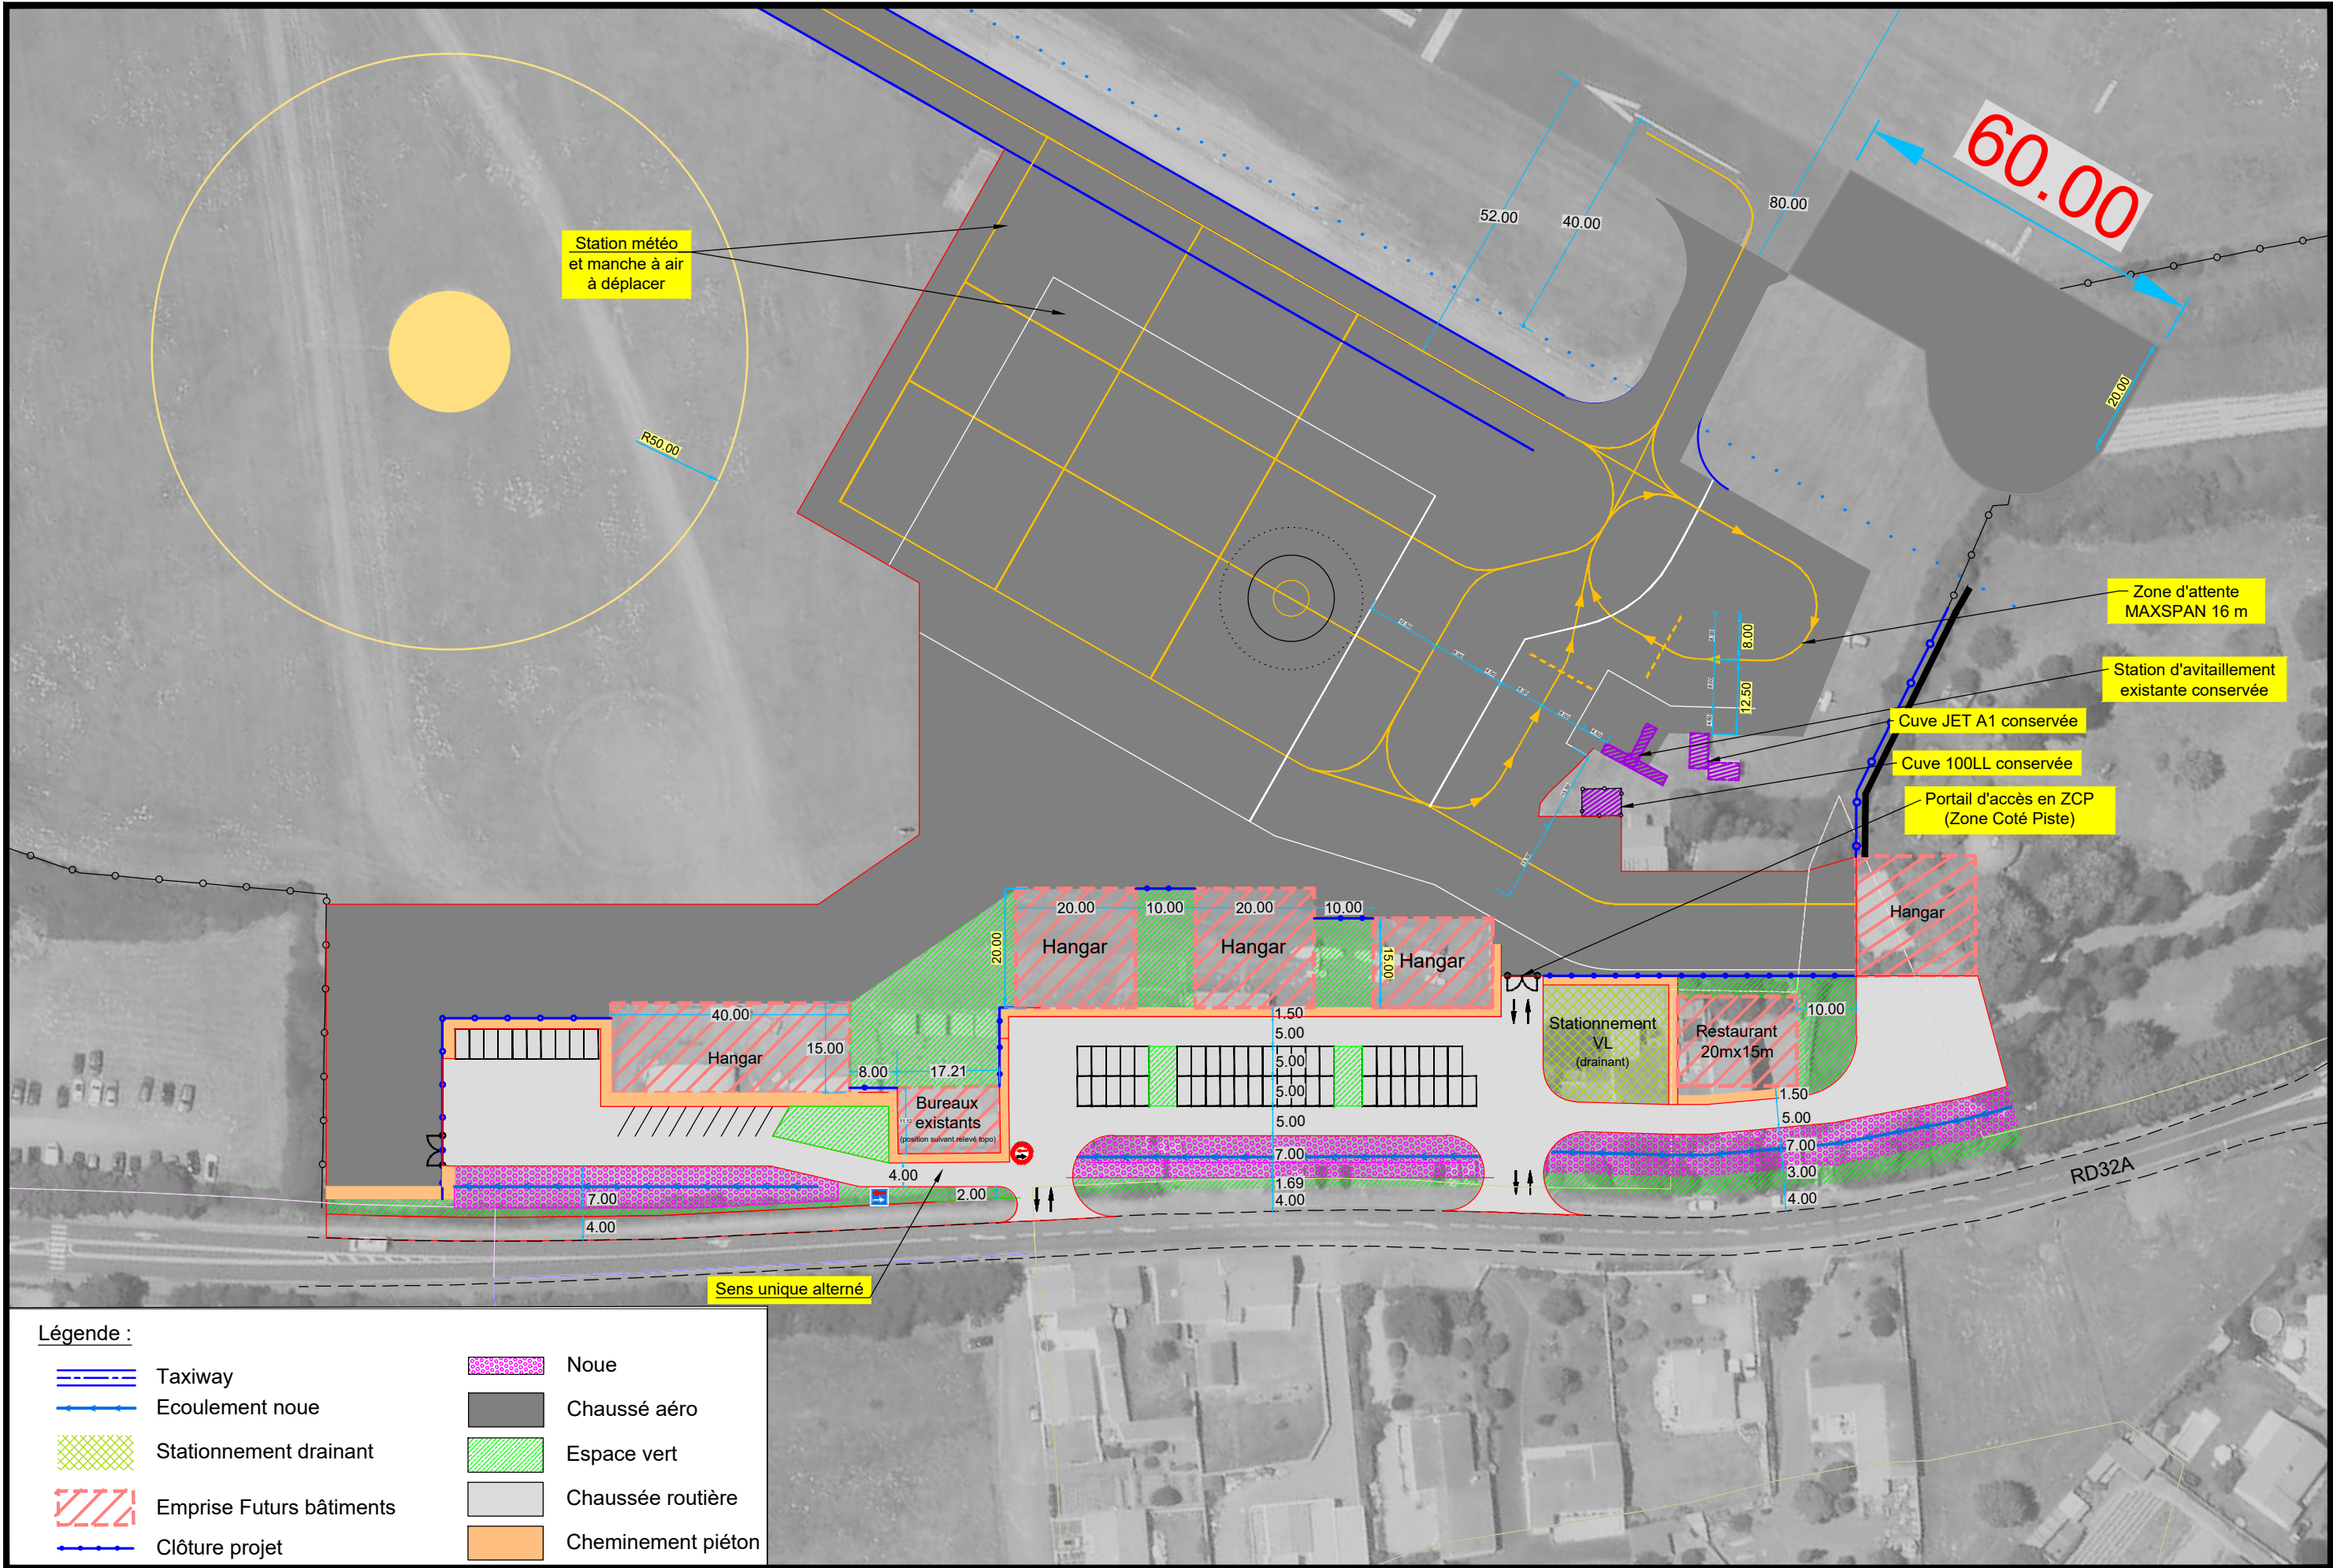 60.00
52.00
40.00
80.00
20.00
Station météo
et manche à air
à déplacer
R50.00
Zone d'attente
MAXSPAN 16 m
8.00
Station d'avitaillement
existante conservée
12.50
Cuve JET A1 conservée
Cuve 100LL conservée
Portail d'accès en ZCP
(Zone Coté Piste)
20.00
10.00
20.00
10.00
Hangar
20.00
Hangar
Hangar
15.00
Hangar
40.00
Hangar
15.00
8.00
17.21
Bureaux
existants
(position suivant relevé topo)
1.50
5.00
5.00
5.00
5.00
7.00
1.69
4.00
Stationnement
VL
(drainant)
Restaurant
20mx15m
10.00
1.50
5.00
7.00
3.00
4.00
RD32A
4.00
2.00
7.00
4.00
Sens unique alterné
Légende :
Taxiway
Ecoulement noue
Stationnement drainant
Emprise Futurs bâtiments
Clôture projet
Noue
Chaussé aéro
Espace vert
Chaussée routière
Cheminement piéton